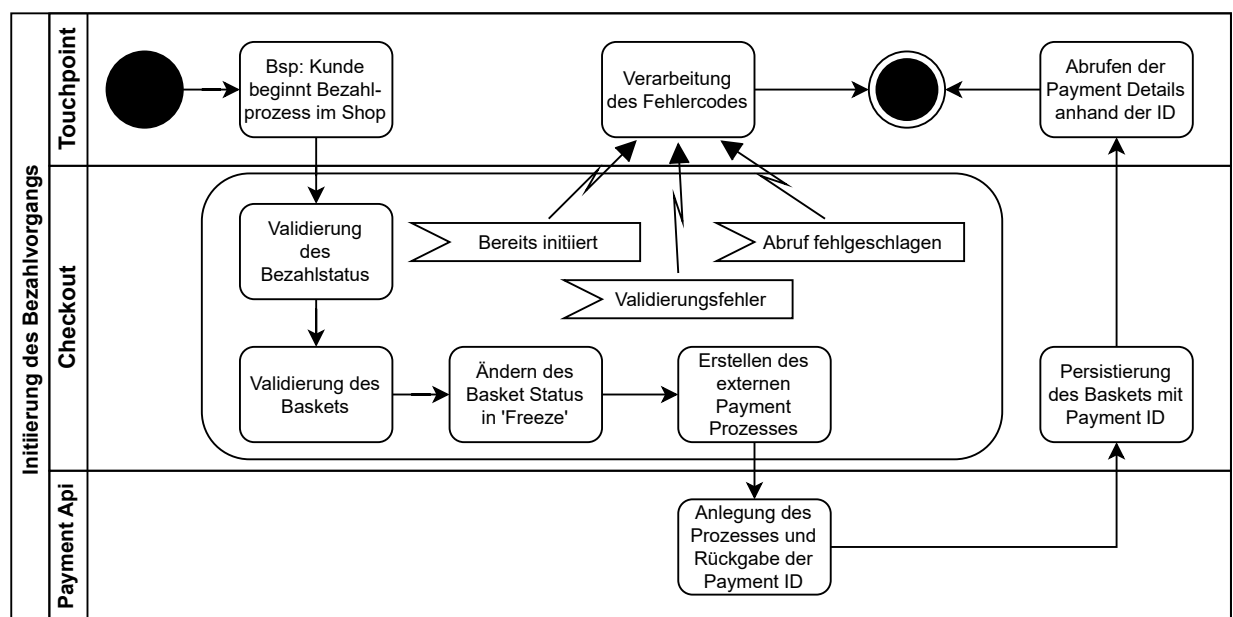 Initiierung des Bezahlvorgangs
Touchpoint
Bsp: Kunde
beginnt Bezahl-
prozess im Shop
Verarbeitung
des Fehlercodes
Abrufen der
Payment Details
anhand der ID
Checkout
Validierung
des
Bezahlstatus
Bereits initiiert
Abruf fehlgeschlagen
Validierungsfehler
Validierung des
Baskets
Ändern des
Basket Status
in 'Freeze'
Erstellen des
externen
Payment
Prozesses
Persistierung
des Baskets mit
Payment ID
Payment Api
Anlegung des
Prozesses und
Rückgabe der
Payment ID